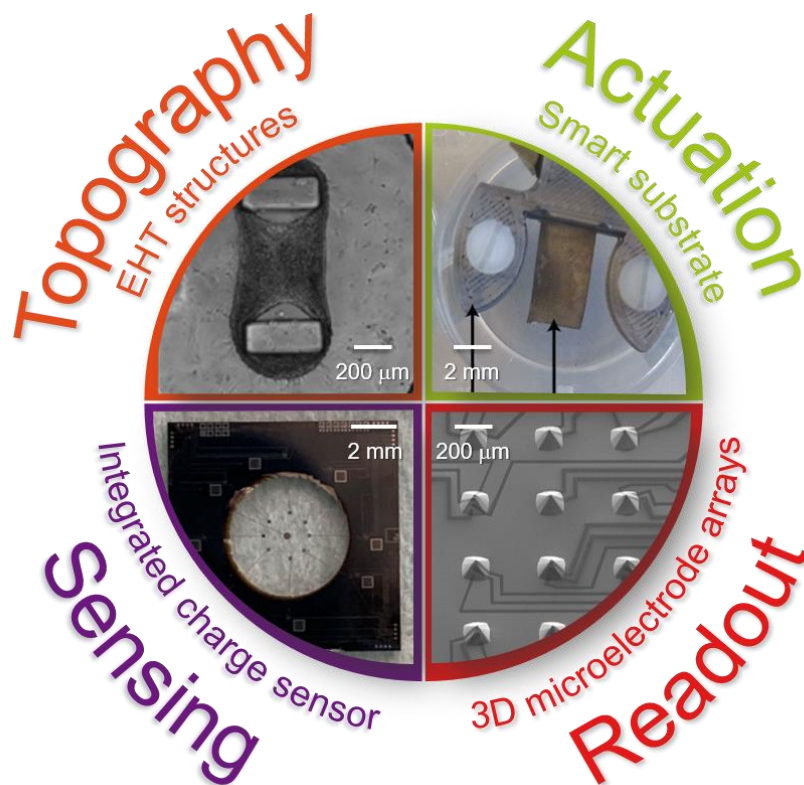 Topography
EHT structures
Actuation
Smart substrate
200 μm
2 mm
2 mm
200 μm
Integrated charge sensor
Sensing
3D microelectrode arrays
Readout